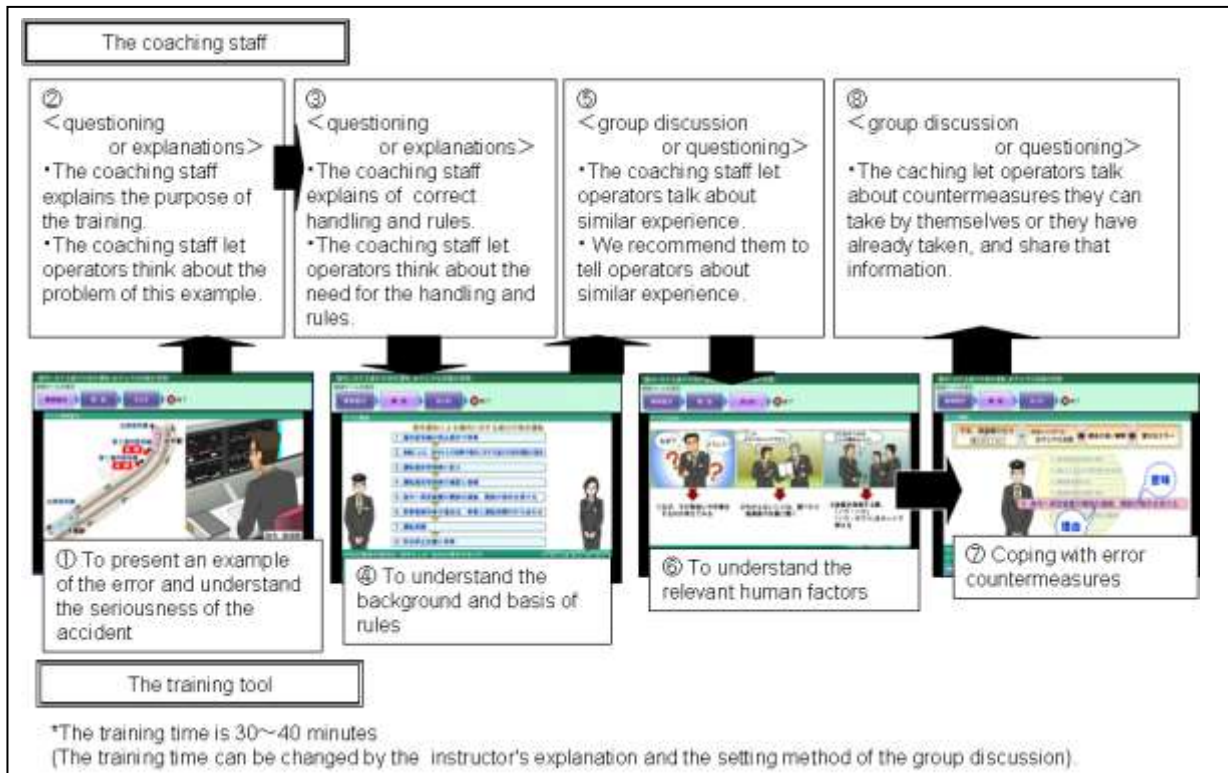 The coaching staff
②
＜questioning
or explanations＞
・The coaching staff
explains the purpose of
the training.
・The coaching staff let
operators think about the
problem of this example.
③
＜questioning
or explanations＞
・The coaching staff
explains of correct
handling and rules.
・The coaching staff let
operators think about the
need for the handling and
rules.
⑤
＜group discussion
or questioning＞
・The coaching staff let
operators talk about
similar experience.
・We recommend them to
tell operators about
similar experience.
⑧
＜group discussion
or questioning＞
・The caching let operators talk
about countermeasures they can
take by themselves or they have
already taken, and share that
information.
① To present an example
of the error and understand
the seriousness of the
accident
④ To understand the
background and basis of
rules
⑥ To understand the
relevant human factors
意味
理由
⑦ Coping with error
countermeasures
The training tool
*The training time is 30～40 minutes
(The training time can be changed by the instructor's explanation and the setting method of the group discussion).